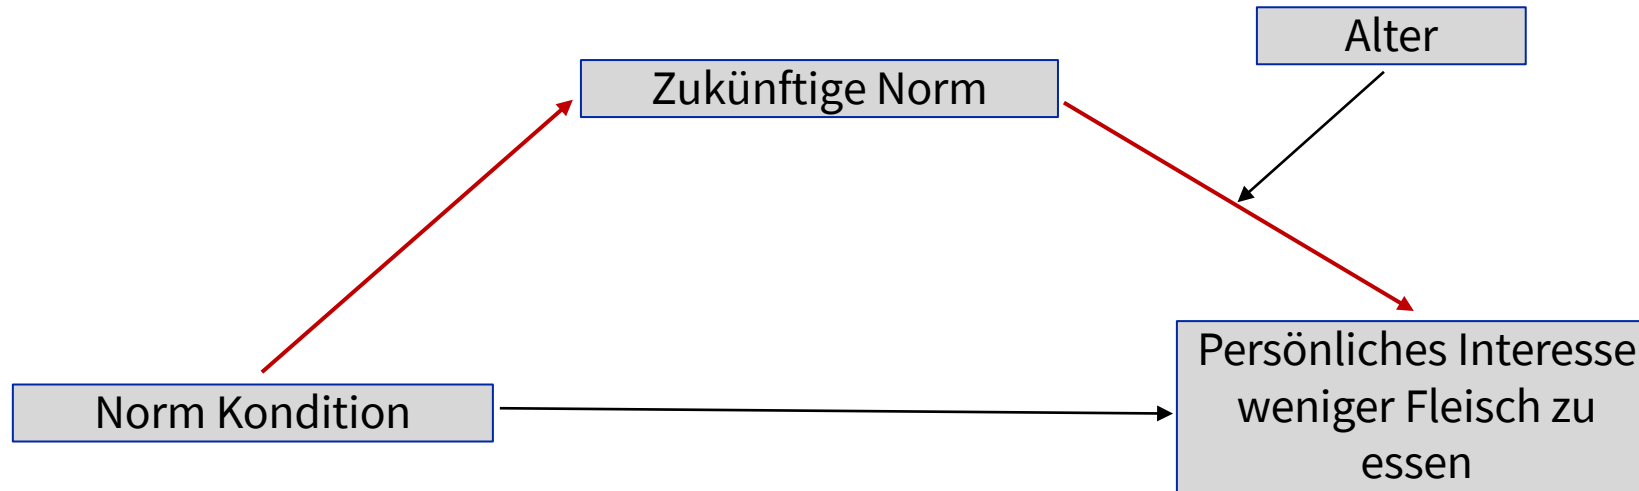 Alter
Zukünftige Norm
Norm Kondition
Persönliches Interesse
weniger Fleisch zu
essen